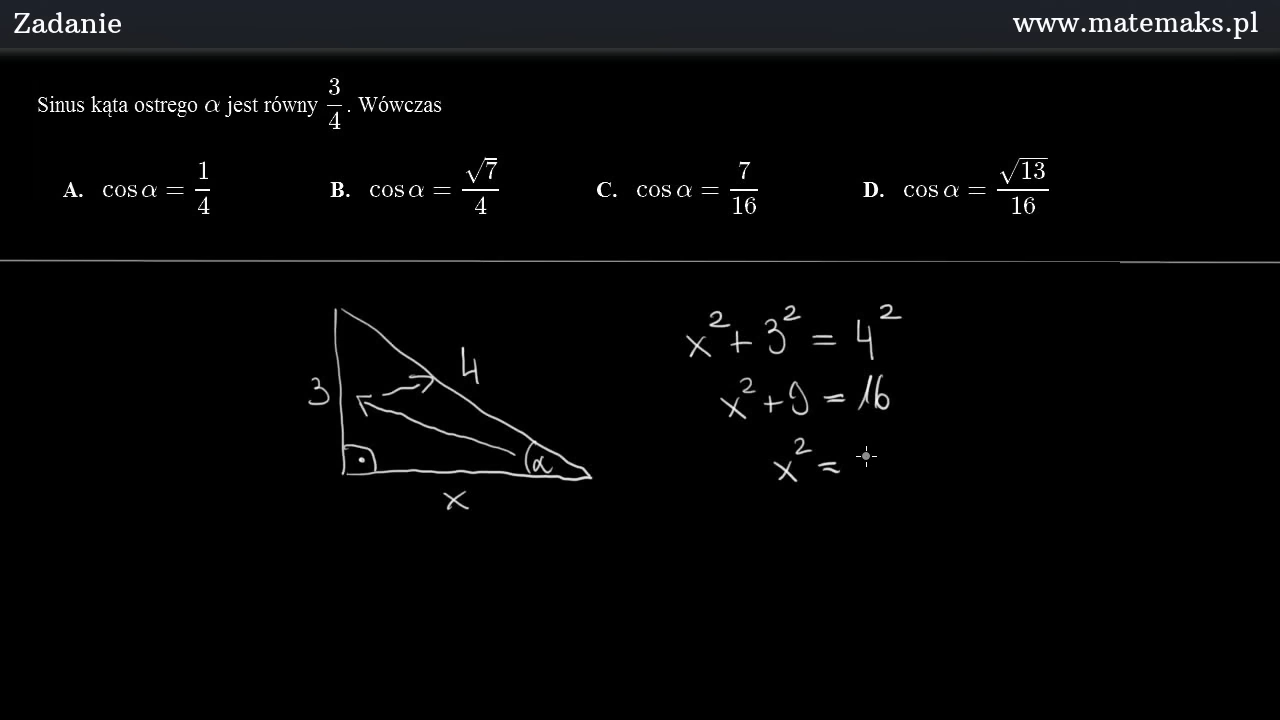 Zadanie
www.matemaks.pl
Sinus kąta ostrego α jest równy 3/4. Wówczas
A. cos α = 1/4 B. cos α = √7/4 C. cos α = 7/16 D. cos α = √13/16
3
4
α
x
x² + 3² = 4²
x² + 9 = 16
x² =